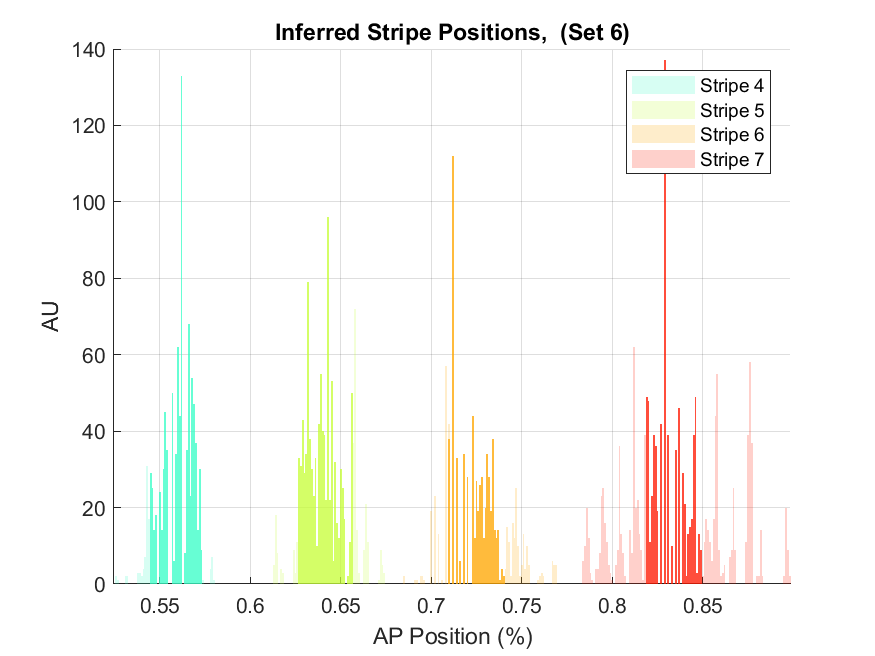 Inferred Stripe Positions,  (Set 6)
140
120
100
80
60
40
20
0
AU
Stripe 4
Stripe 5
Stripe 6
Stripe 7
0.55 0.6 0.65 0.7 0.75 0.8 0.85
AP Position (%)